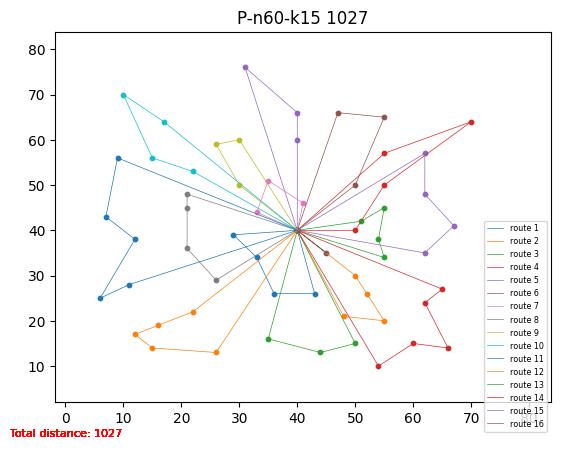 P-n60-k15 1027
80
70
60
50
40
30
20
10
0
10
20
30
40
50
60
70
80
route 1
route 2
route 3
route 4
route 5
route 6
route 7
route 8
route 9
route 10
route 11
route 12
route 13
route 14
route 15
route 16
Total distance: 1027